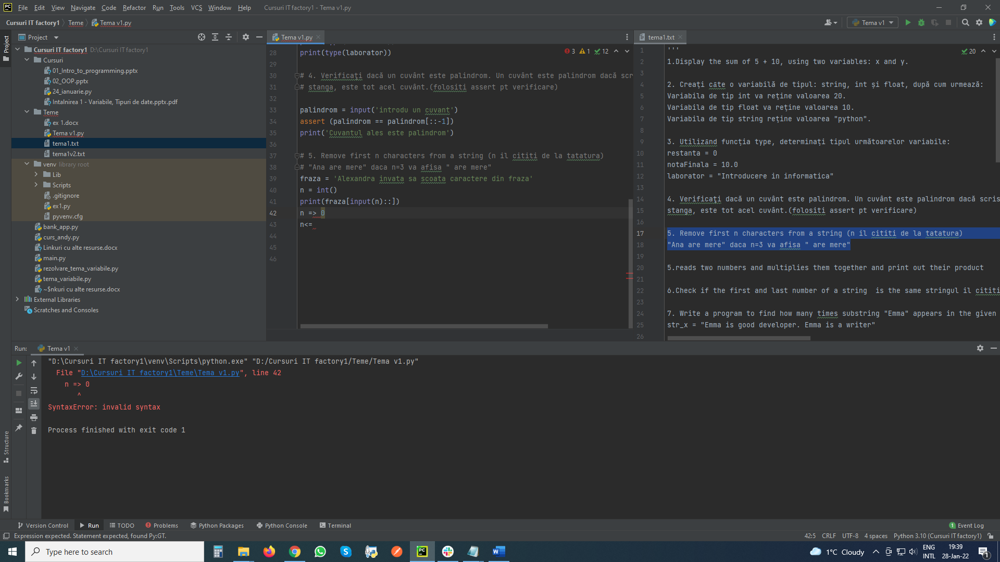 File Edit View Navigate Code Refactor Run Tools VCS Window Help Cursuri IT factory1 - Tema v1.py
Cursuri IT factory1 Teme Tema v1.py
Tema v1
Project
Cursuri IT factory1 D:\Cursuri IT factory1
Cursuri
01_Intro_to_programming.pptx
02_OOP.pptx
24_ianuarie.py
Intalnirea 1 - Variabile, Tipuri de date.pptx.pdf
Teme
ex 1.docx
Tema v1.py
tema1.txt
tema1v2.txt
venv library root
Lib
Scripts
.gitignore
ex1.py
pyvenv.cfg
bank_app.py
curs_andy.py
Linkuri cu alte resurse.docx
main.py
rezolvare_tema_variabile.py
tema_variabile.py
~$nkuri cu alte resurse.docx
External Libraries
Scratches and Consoles
Project
Structure
Bookmarks
Tema v1.py
3 1 12
28 print(type(laborator))
29
30 # 4. Verificați dacă un cuvânt este palindrom. Un cuvânt este palindrom dacă scr
31 # stanga, este tot acel cuvânt.(folositi assert pt verificare)
32
33 palindrom = input('introdu un cuvant')
34 assert (palindrom == palindrom[::-1])
35 print('Cuvantul ales este palindrom')
36
37 # 5. Remove first n characters from a string (n il cititi de la tatatura)
38 # "Ana are mere" daca n=3 va afisa " are mere"
39 fraza = 'Alexandra invata sa scoata caractere din fraza'
40 n = int()
41 print(fraza[input(n)::])
42 n => 0
43 n<=
44
45
46
tema1.txt
20
1 '''
2 1.Display the sum of 5 + 10, using two variables: x and y.
3
4 2. Creați câte o variabilă de tipul: string, int și float, după cum urmează:
5 Variabila de tip int va reține valoarea 20.
6 Variabila de tip float va reține valoarea 10.
7 Variabila de tip string reține valoarea "python".
8
9 3. Utilizând funcția type, determinați tipul următoarelor variabile:
10 restanta = 0
11 notaFinala = 10.0
12 laborator = "Introducere in informatica"
13
14 4. Verificați dacă un cuvânt este palindrom. Un cuvânt este palindrom dacă scris
15 stanga, este tot acel cuvânt.(folositi assert pt verificare)
16
17 5. Remove first n characters from a string (n il cititi de la tatatura)
18 "Ana are mere" daca n=3 va afisa " are mere"
19
20 5.reads two numbers and multiplies them together and print out their product
21
22 6.Check if the first and last number of a string  is the same stringul il cititi
23
24 7. Write a program to find how many times substring "Emma" appears in the given
25 str_x = "Emma is good developer. Emma is a writer"
26
Run: Tema v1
"D:\Cursuri IT factory1\venv\Scripts\python.exe" "D:/Cursuri IT factory1/Teme/Tema v1.py"
File "D:\Cursuri IT factory1\Teme\Tema v1.py", line 42
n => 0
^
SyntaxError: invalid syntax
Process finished with exit code 1
Version Control Run TODO Problems Python Packages Python Console Terminal 1 Event Log
Expression expected. Statement expected, found Py:GT. 42:5 CRLF UTF-8 4 spaces Python 3.10 (Cursuri IT factory1)
Type here to search
1°C Cloudy
ENG
INTL
19:39
28-Jan-22
1